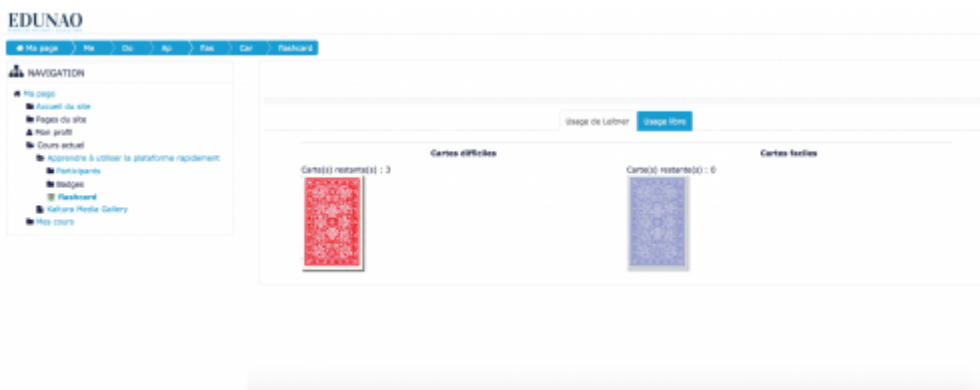 EDUNAO
Ma page Me Do Ap flas Car flashcard
NAVIGATION
Ma page
Accueil du site
Pages du site
Mon profil
Cours actuel
Apprendre à utiliser la plateforme rapidement
Participants
Badges
flashcard
Kaltura Media Gallery
Mes cours
Usage de Leitner Usage libre
Cartes difficiles Cartes faciles
Carte(s) restante(s) : 3 Carte(s) restante(s) : 0